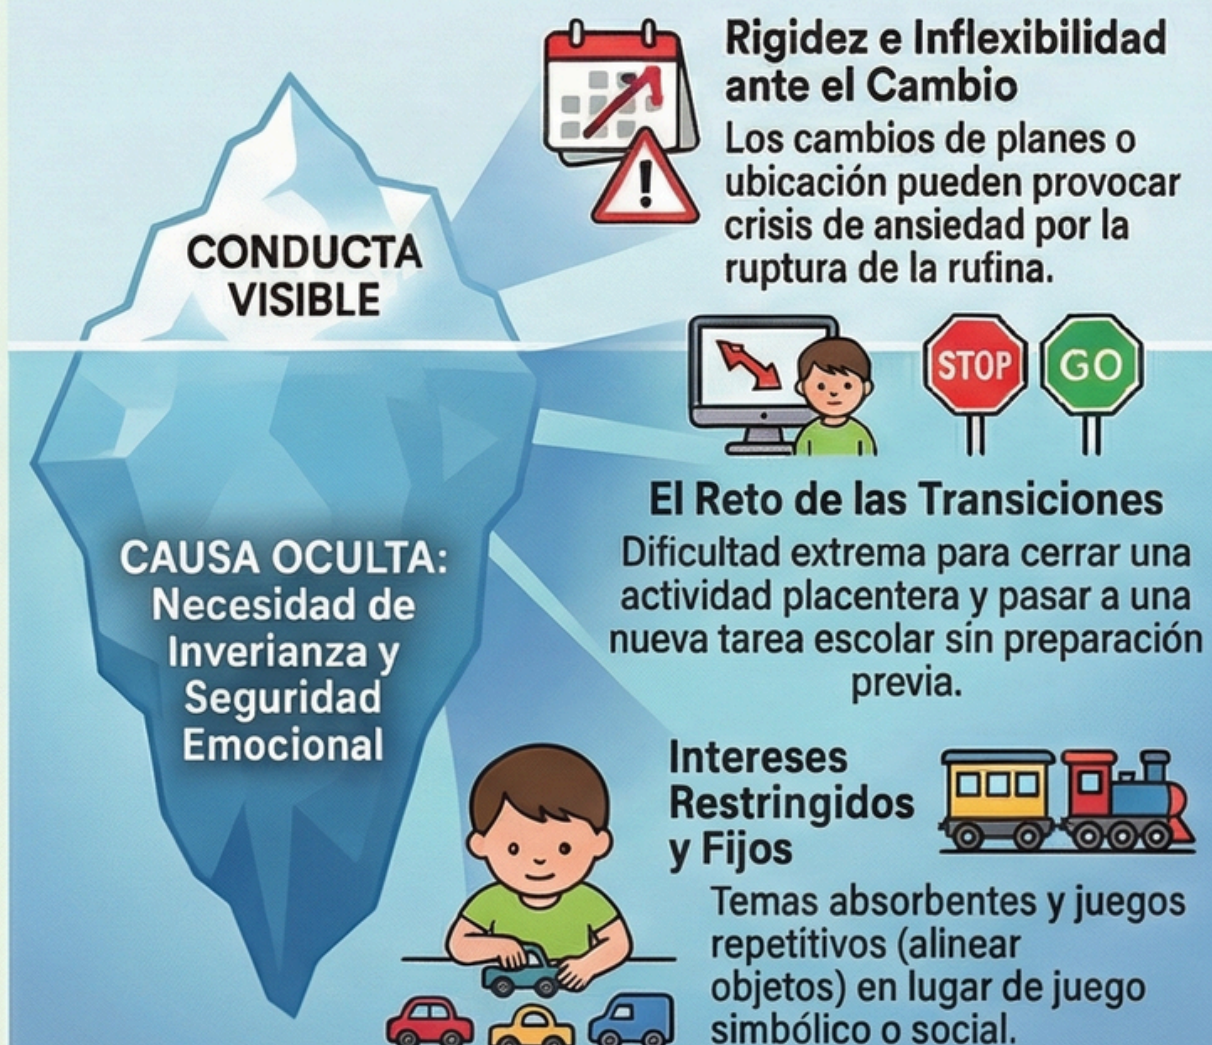 Rigidez e Inflexibilidad
ante el Cambio
Los cambios de planes o
ubicación pueden provocar
crisis de ansiedad por la
ruptura de la rufina.
CONDUCTA
VISIBLE
STOP
GO
El Reto de las Transiciones
Dificultad extrema para cerrar una
actividad placentera y pasar a una
nueva tarea escolar sin preparación
previa.
CAUSA OCULTA:
Necesidad de
Inverianza y
Seguridad
Emocional
Intereses
Restringidos
y Fijos
Temas absorbentes y juegos
repetitivos (alinear
objetos) en lugar de juego
simbólico o social.